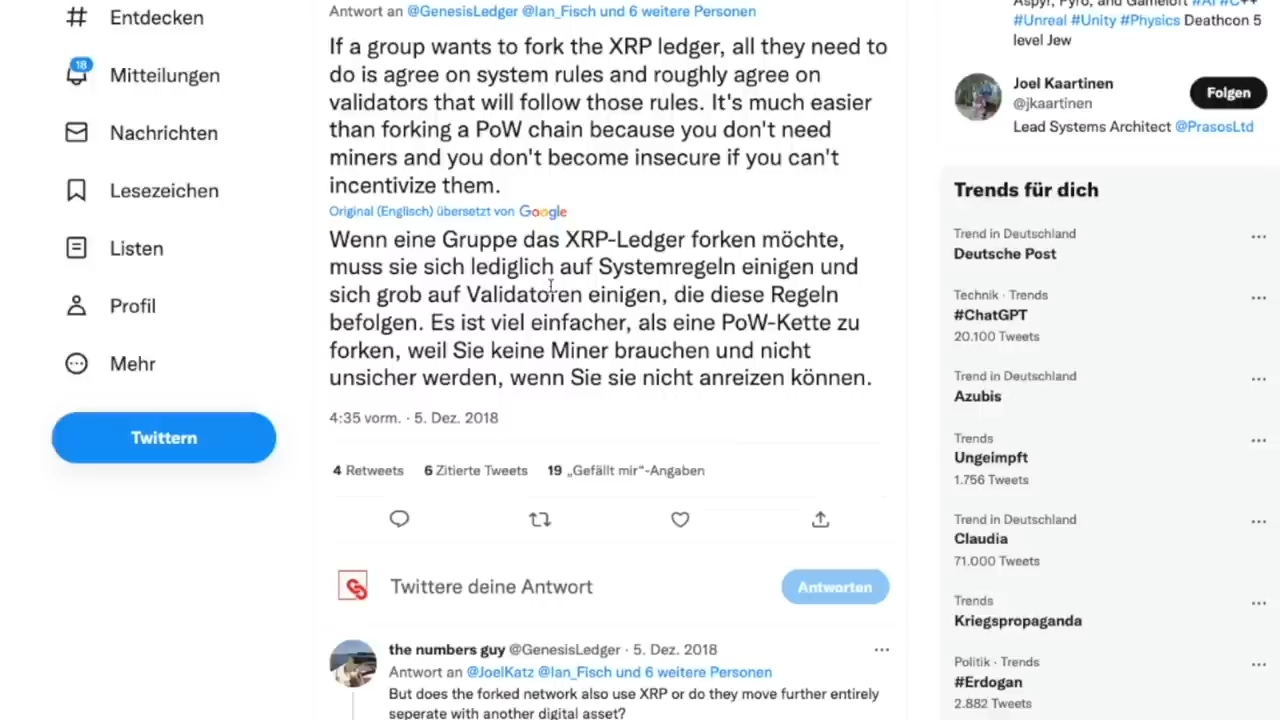 Entdecken
18
Mitteilungen
Nachrichten
Lesezeichen
Listen
Profil
Mehr
Twittern
Antwort an @GenesisLedger @Ian_Fisch und 6 weitere Personen
If a group wants to fork the XRP ledger, all they need to
do is agree on system rules and roughly agree on
validators that will follow those rules. It's much easier
than forking a PoW chain because you don't need
miners and you don't become insecure if you can't
incentivize them.
Original (Englisch) übersetzt von Google
Wenn eine Gruppe das XRP-Ledger forken möchte,
muss sie sich lediglich auf Systemregeln einigen und
sich grob auf Validatoren einigen, die diese Regeln
befolgen. Es ist viel einfacher, als eine PoW-Kette zu
forken, weil Sie keine Miner brauchen und nicht
unsicher werden, wenn Sie sie nicht anreizen können.
4:35 vorm. · 5. Dez. 2018
4 Retweets 6 Zitierte Tweets 19 „Gefällt mir“-Angaben
Twittere deine Antwort
Antworten
the numbers guy @GenesisLedger · 5. Dez. 2018
Antwort an @JoelKatz @Ian_Fisch und 6 weitere Personen
But does the forked network also use XRP or do they move further entirely
seperate with another digital asset?
Aspyr, Pyro, and Gameloft #AI #C++
#Unreal #Unity #Physics Deathcon 5
level Jew
Joel Kaartinen
@jkaartinen
Folgen
Lead Systems Architect @PrasosLtd
Trends für dich
Trend in Deutschland
Deutsche Post
Technik · Trends
#ChatGPT
20.100 Tweets
Trend in Deutschland
Azubis
Trends
Ungeimpft
1.756 Tweets
Trend in Deutschland
Claudia
71.000 Tweets
Trends
Kriegspropaganda
Politik · Trends
#Erdogan
2.882 Tweets